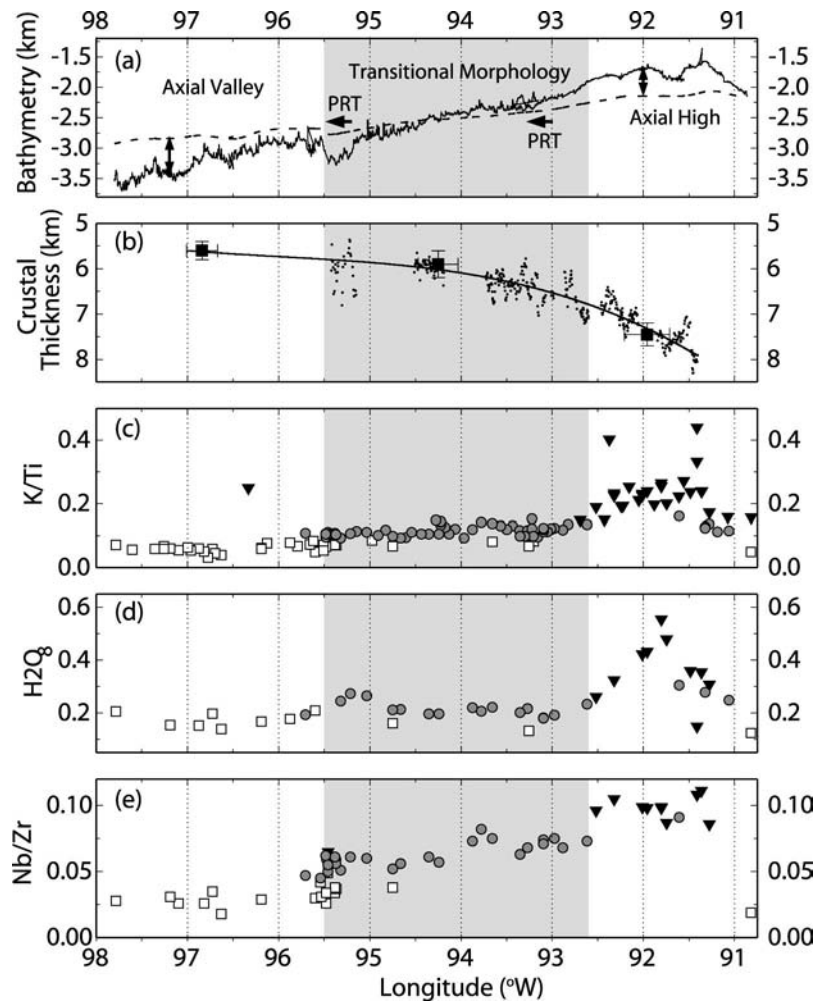 98 97 96 95 94 93 92 91
(a)
Bathymetry (km)
-1.5 -1.5
-2.0 -2.0
-2.5 -2.5
-3.0 -3.0
-3.5 -3.5
Axial Valley
Transitional Morphology
PRT
PRT
Axial High
(b)
Crustal
Thickness (km)
5 5
6 6
7 7
8 8
(c)
K/Ti
0.4 0.4
0.2 0.2
0.0 0.0
(d)
H2O8
0.6 0.6
0.4 0.4
0.2 0.2
(e)
Nb/Zr
0.10 0.10
0.05 0.05
0.00 0.00
98 97 96 95 94 93 92 91
Longitude (°W)